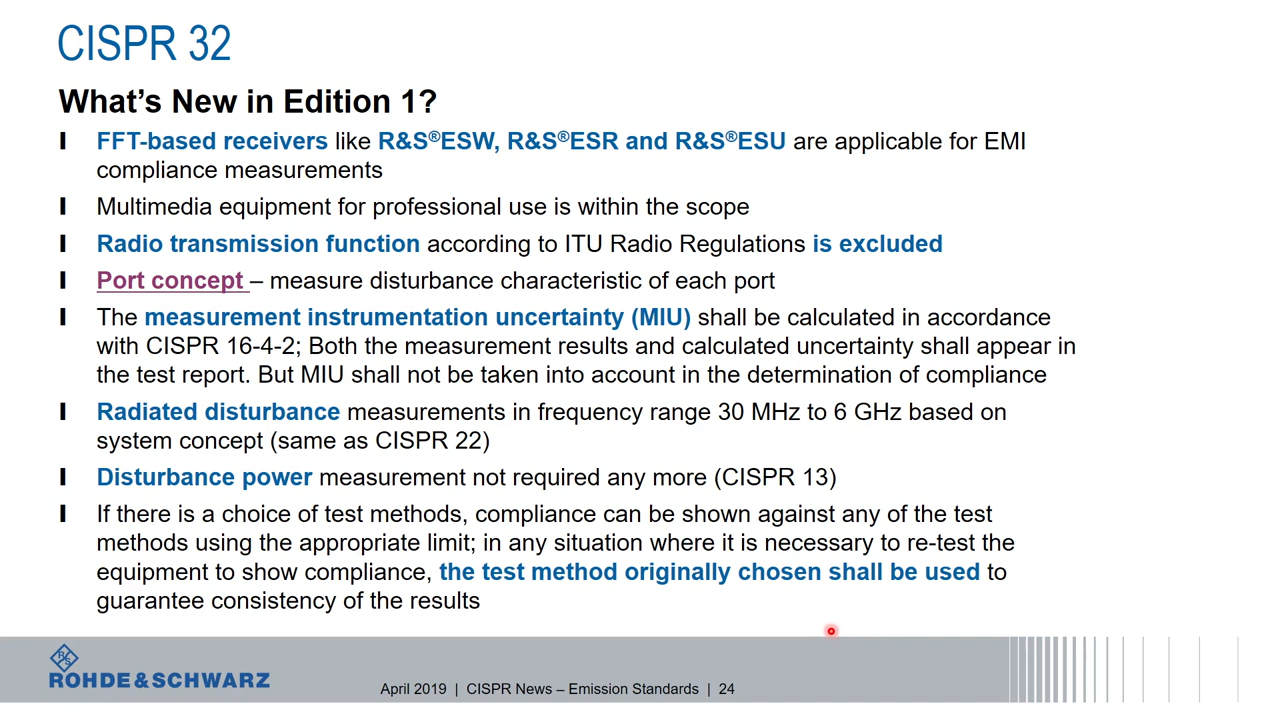 CISPR 32
What's New in Edition 1?
FFT-based receivers like R&S®ESW, R&S®ESR and R&S®ESU are applicable for EMI
compliance measurements
Multimedia equipment for professional use is within the scope
Radio transmission function according to ITU Radio Regulations is excluded
Port concept – measure disturbance characteristic of each port
The measurement instrumentation uncertainty (MIU) shall be calculated in accordance
with CISPR 16-4-2; Both the measurement results and calculated uncertainty shall appear in
the test report. But MIU shall not be taken into account in the determination of compliance
Radiated disturbance measurements in frequency range 30 MHz to 6 GHz based on
system concept (same as CISPR 22)
Disturbance power measurement not required any more (CISPR 13)
If there is a choice of test methods, compliance can be shown against any of the test
methods using the appropriate limit; in any situation where it is necessary to re-test the
equipment to show compliance, the test method originally chosen shall be used to
guarantee consistency of the results
R S
ROHDE & SCHWARZ
April 2019 | CISPR News – Emission Standards | 24